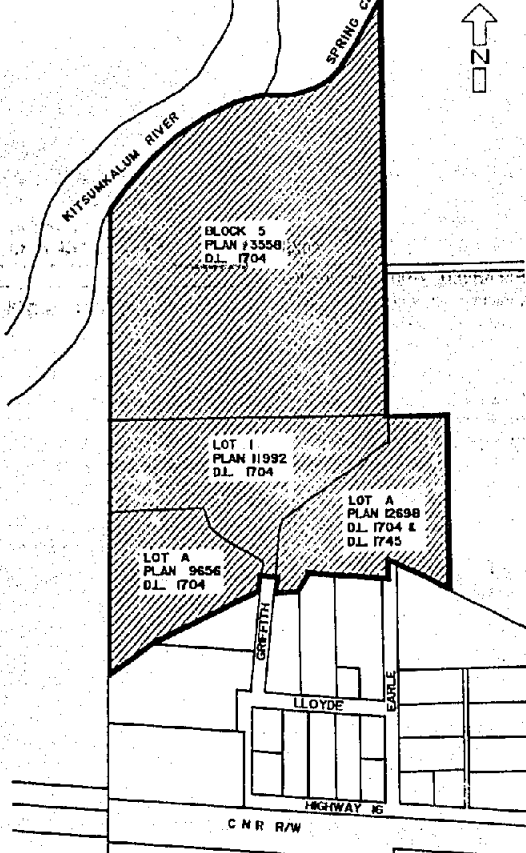 SPRING
N
KITSUMKALUM RIVER
BLOCK 5
PLAN #3558
D.L. 1704
LOT 1
PLAN 11992
D.L. 1704
LOT A
PLAN 12698
D.L. 1704 &
D.L. 1745
LOT A
PLAN 9656
D.L. 1704
GRIFFITH
LLOYDE
EARLE
HIGHWAY 16
C N R R/W